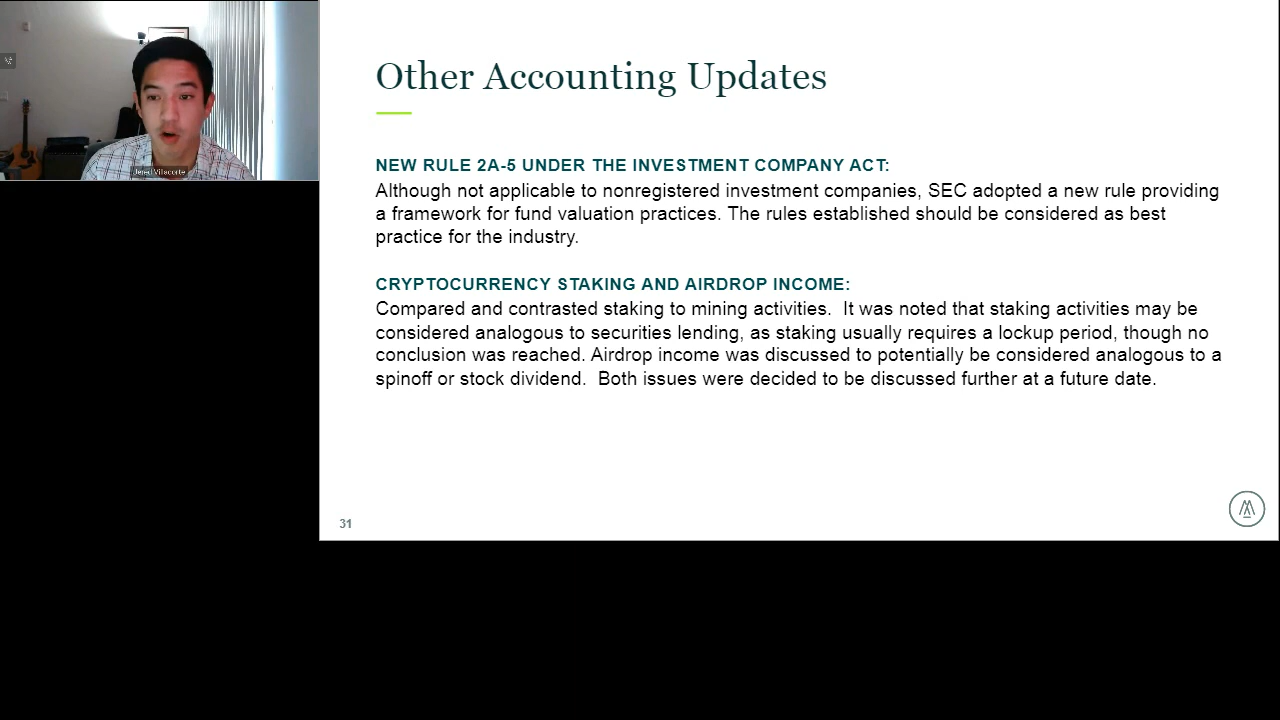 Jared Villacorte
Other Accounting Updates
NEW RULE 2A-5 UNDER THE INVESTMENT COMPANY ACT:
Although not applicable to nonregistered investment companies, SEC adopted a new rule providing
a framework for fund valuation practices. The rules established should be considered as best
practice for the industry.
CRYPTOCURRENCY STAKING AND AIRDROP INCOME:
Compared and contrasted staking to mining activities.  It was noted that staking activities may be
considered analogous to securities lending, as staking usually requires a lockup period, though no
conclusion was reached. Airdrop income was discussed to potentially be considered analogous to a
spinoff or stock dividend.  Both issues were decided to be discussed further at a future date.
31